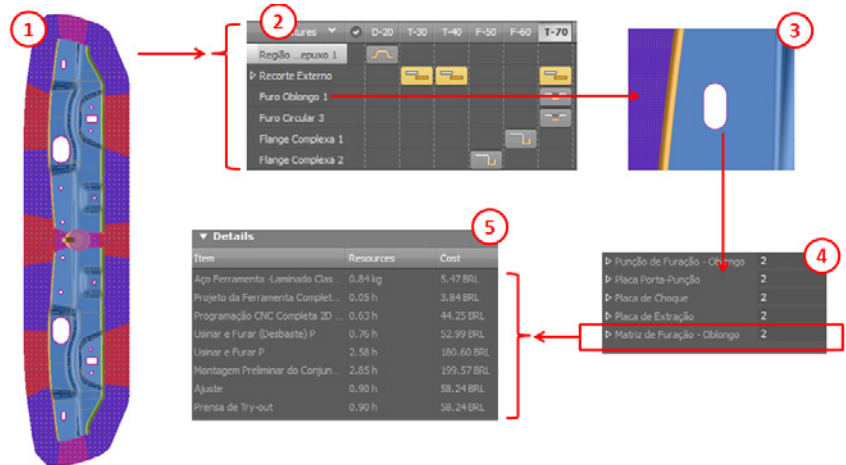 1
2
3
4
5
tures D-20 T-30 T-40 F-50 F-60 T-70
Região ...epuxo 1
Recorte Externo
Furo Oblongo 1
Furo Circular 3
Flange Complexa 1
Flange Complexa 2
Punção de Furação - Oblongo 2
Placa Porta-Punção 2
Placa de Choque 2
Placa de Extração 2
Matriz de Furação - Oblongo 2
Details
Item Resources Cost
Aço Ferramenta -Laminado Clas... 0.84 kg 5.47 BRL
Projeto da Ferramenta Complet... 0.05 h 3.84 BRL
Programação CNC Completa 2D ... 0.63 h 44.25 BRL
Usinar e Furar (Desbaste) P 0.76 h 52.99 BRL
Usinar e Furar P 2.58 h 180.60 BRL
Montagem Preliminar do Conjun... 2.85 h 199.57 BRL
Ajuste 0.90 h 58.24 BRL
Prensa de Try-out 0.90 h 58.24 BRL